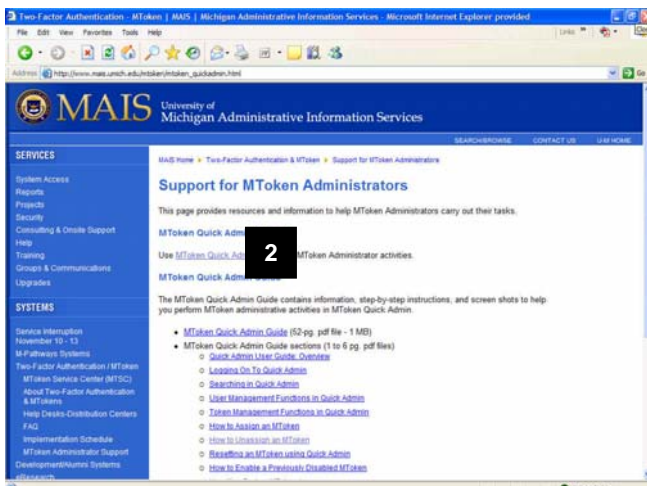 Two-Factor Authentication - MToken | MAIS | Michigan Administrative Information Services - Microsoft Internet Explorer provided
File Edit View Favorites Tools Help
Links
Address http://www.mais.umich.edu/mtoken/mtoken_quickadmin.html
Go
MAIS University of
Michigan Administrative Information Services
SEARCH/BROWSE CONTACT US U-M HOME
SERVICES
System Access
Reports
Projects
Security
Consulting & Onsite Support
Help
Training
Groups & Communications
Upgrades
SYSTEMS
Service Interruption
November 10 - 13
M-Pathways Systems
Two-Factor Authentication / MToken
MToken Service Center (MTSC)
About Two-Factor Authentication
& MTokens
Help Desks-Distribution Centers
FAQ
Implementation Schedule
MToken Administrator Support
Development/Alumni Systems
eResearch
MAIS Home Two-Factor Authentication & MToken Support for MToken Administrators
Support for MToken Administrators
This page provides resources and information to help MToken Administrators carry out their tasks.
MToken Quick Adm
2
Use MToken Quick Ad MToken Administrator activities.
MToken Quick Admin Guide
The MToken Quick Admin Guide contains information, step-by-step instructions, and screen shots to help
you perform MToken administrative activities in MToken Quick Admin.
• MToken Quick Admin Guide (52-pg. pdf file - 1 MB)
• MToken Quick Admin Guide sections (1 to 6 pg. pdf files)
o Quick Admin User Guide: Overview
o Logging On To Quick Admin
o Searching in Quick Admin
o User Management Functions in Quick Admin
o Token Management Functions in Quick Admin
o How to Assign an MToken
o How to Unassign an MToken
o Resetting an MToken using Quick Admin
o How to Enable a Previously Disabled MToken